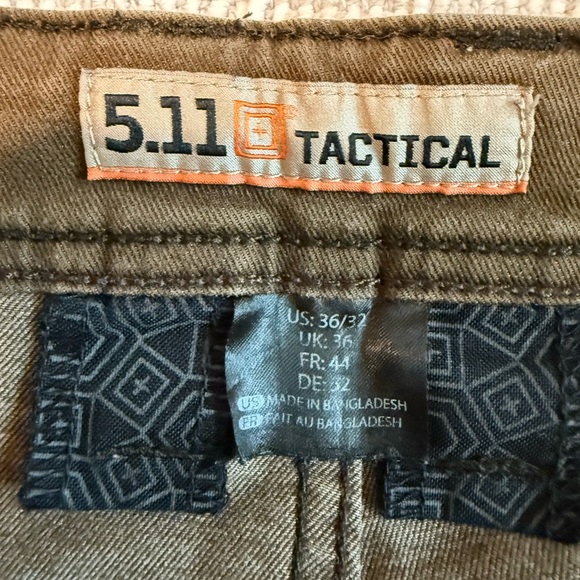 5.11 TACTICAL
US: 36/32
UK: 36
FR: 44
DE: 52
US MADE IN BANGLADESH
FR FAIT AU BANGLADESH